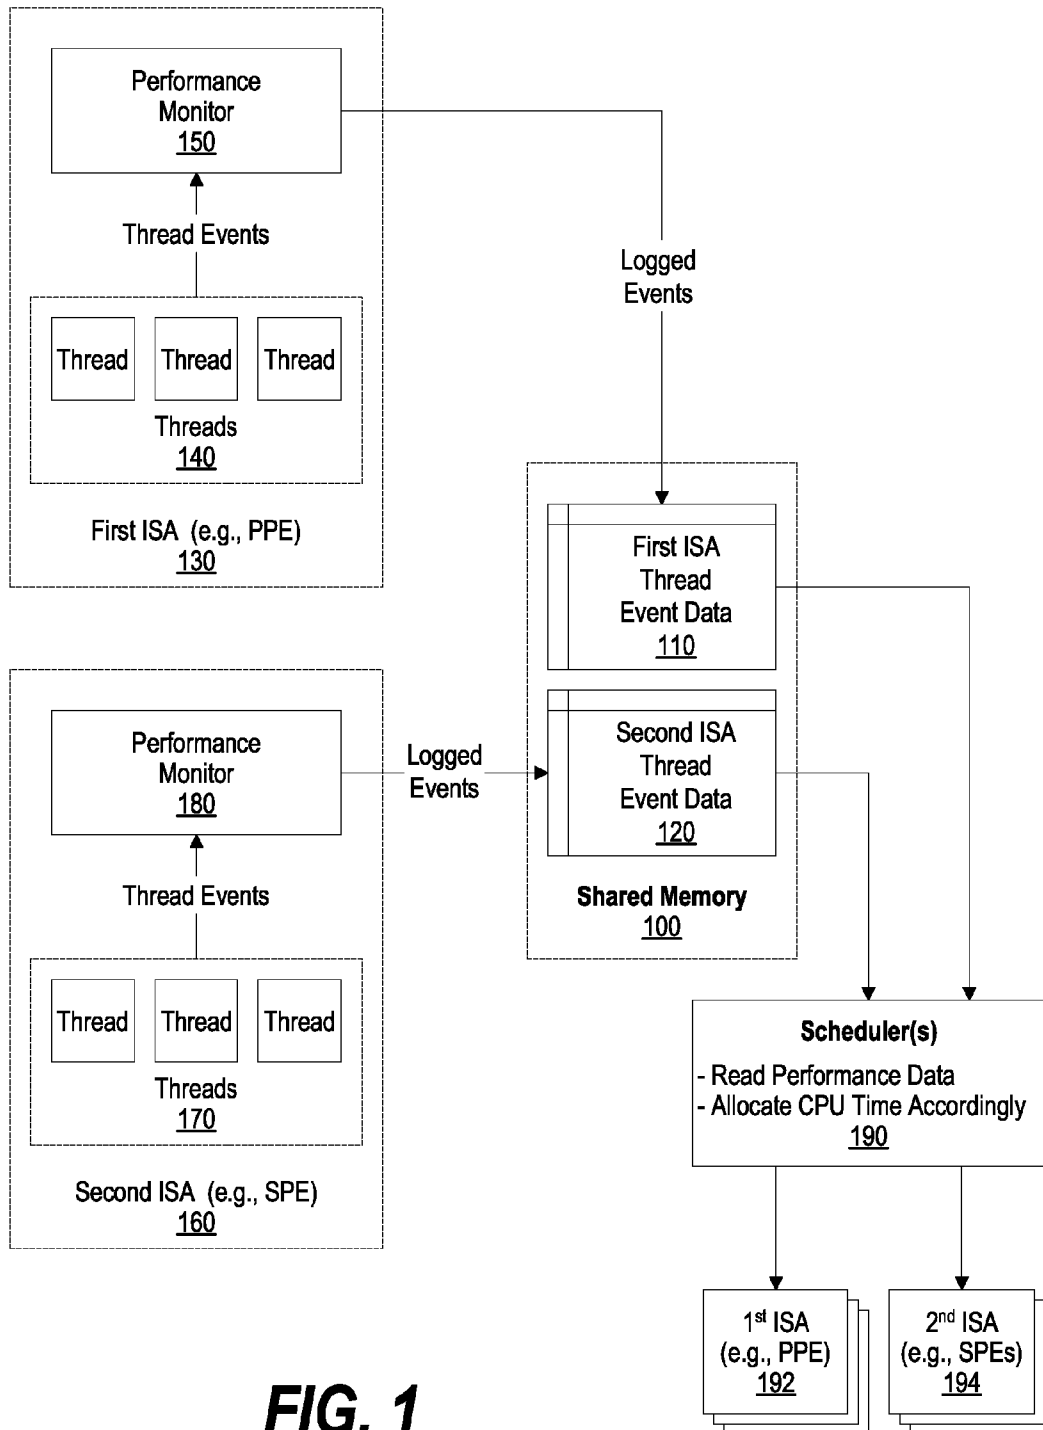 Performance
Monitor
150
Thread Events
Thread Thread Thread
Threads
140
First ISA (e.g., PPE)
130
Logged
Events
First ISA
Thread
Event Data
110
Performance
Monitor
180
Thread Events
Thread Thread Thread
Threads
170
Second ISA (e.g., SPE)
160
Logged
Events
Second ISA
Thread
Event Data
120
Shared Memory
100
Scheduler(s)
- Read Performance Data
- Allocate CPU Time Accordingly
190
1st ISA
(e.g., PPE)
192
2nd ISA
(e.g., SPEs)
194
FIG. 1